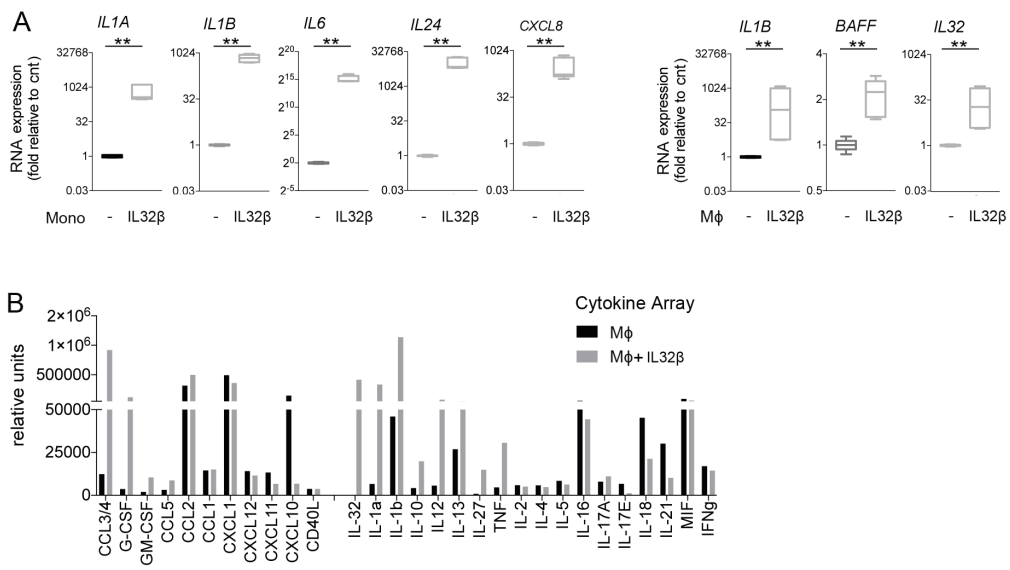 A
IL1A IL1B IL6 IL24 CXCL8 IL1B BAFF IL32
** ** ** ** ** ** ** **
RNA expression
(fold relative to cnt)
32768 1024 32 1 0.03
1024 32 1 0.03
2^20 2^15 2^10 2^5 2^0 2^-5
32768 1024 32 1 0.03
1024 32 1 0.03
RNA expression
(fold relative to cnt)
32768 1024 32 1 0.03
4 2 1 0.5
1024 32 1 0.03
Mono - IL32β - IL32β - IL32β - IL32β - IL32β
Mϕ - IL32β - IL32β - IL32β
B
Cytokine Array
Mϕ
Mϕ+ IL32β
relative units
2×10^6
1×10^6
500000
50000
25000
0
CCL3/4 G-CSF GM-CSF CCL5 CCL2 CCL1 CXCL1 CXCL12 CXCL11 CXCL10 CD40L IL-32 IL-1a IL-1b IL-10 IL12 IL-13 IL-27 TNF IL-2 IL-4 IL-5 IL-16 IL-17A IL-17E IL-18 IL-21 MIF IFNg